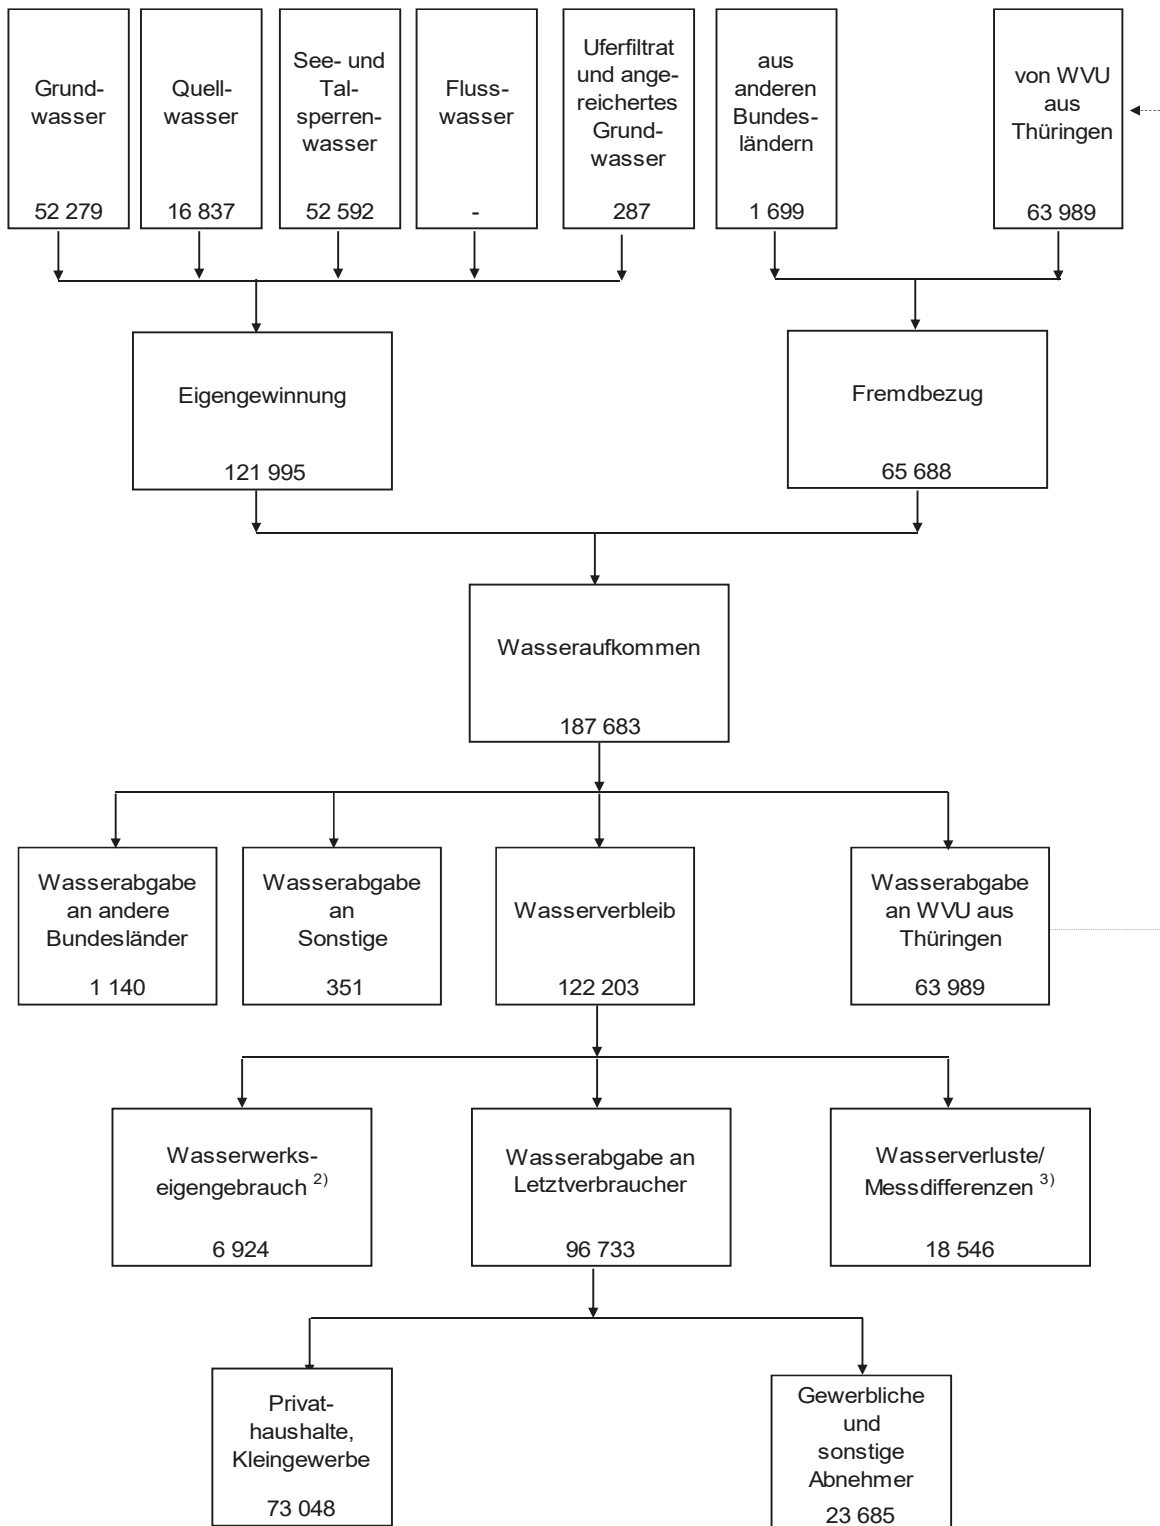 Grund-
wasser
52 279
Quell-
wasser
16 837
See- und
Tal-
sperren-
wasser
52 592
Fluss-
wasser
-
Uferfiltrat
und ange-
reichertes
Grund-
wasser
287
aus
anderen
Bundes-
ländern
1 699
von WVU
aus
Thüringen
63 989
Eigengewinnung
121 995
Fremdbezug
65 688
Wasseraufkommen
187 683
Wasserabgabe
an andere
Bundesländer
1 140
Wasserabgabe
an
Sonstige
351
Wasserverbleib
122 203
Wasserabgabe
an WVU aus
Thüringen
63 989
Wasserwerks-
eigengebrauch 2)
6 924
Wasserabgabe an
Letztverbraucher
96 733
Wasserverluste/
Messdifferenzen 3)
18 546
Privat-
haushalte,
Kleingewerbe
73 048
Gewerbliche
und
sonstige
Abnehmer
23 685